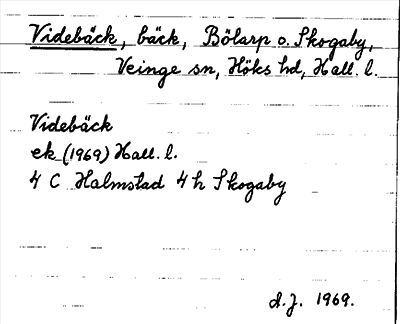 Videbäck, bäck, Bölarp o. Skogaby,
Veinge sn, Höks hd, Hall. l.
Videbäck
ek (1969) Hall. l.
4 C Halmstad 4 h Skogaby
A.J. 1969.